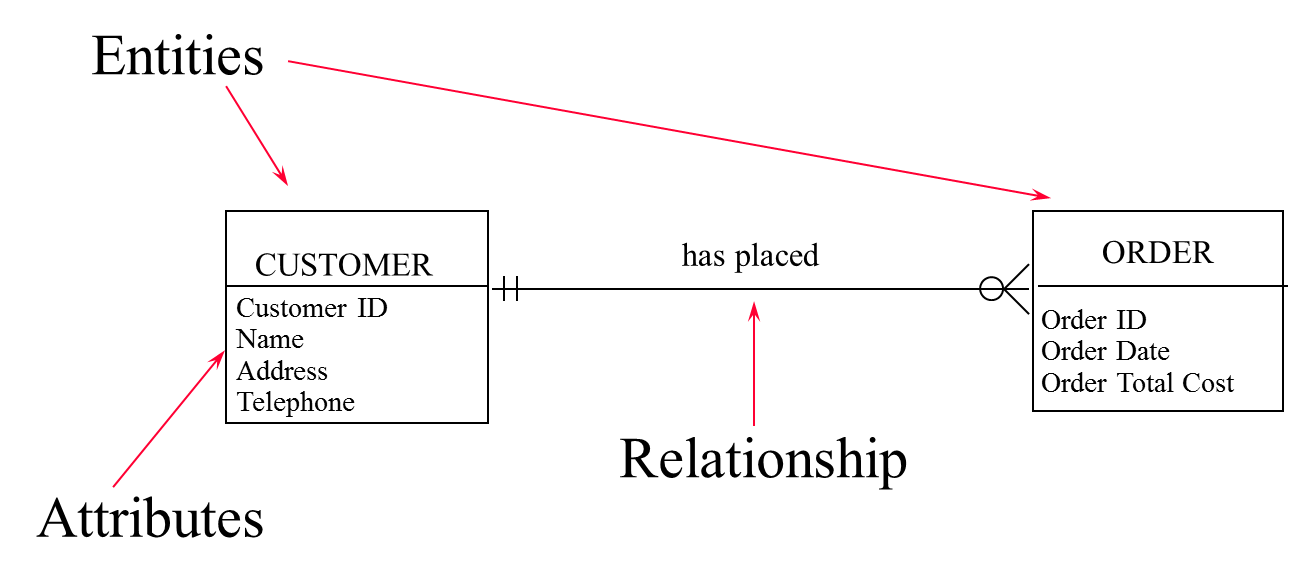 Entities
CUSTOMER
Customer ID
Name
Address
Telephone
has placed
ORDER
Order ID
Order Date
Order Total Cost
Relationship
Attributes